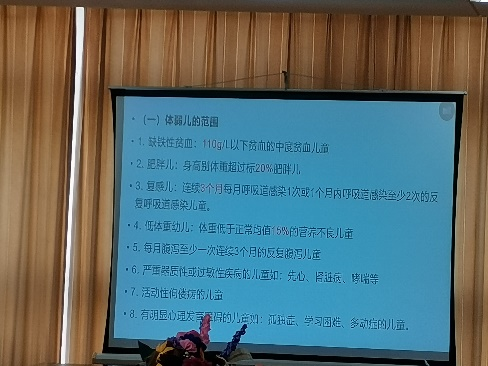 • （一）体弱儿的范围
• 1. 缺铁性贫血：110g/L以下贫血的中度贫血儿童
• 2. 肥胖儿：身高别体重超过标20%肥胖儿
• 3. 复感儿：连续3个月每月呼吸道感染1次或1个月内呼吸道感染至少2次的反
复呼吸道感染儿童。
• 4. 低体重幼儿：体重低于正常均值15%的营养不良儿童
• 5. 每月腹泻至少一次连续3个月的反复腹泻儿童
• 6. 严重器质性或过敏性疾病的儿童如：先心、肾脏病、哮喘等
• 7. 活动性佝偻病的儿童
• 8. 有明显心理发育障碍的儿童如：孤独症、学习困难、多动症的儿童。